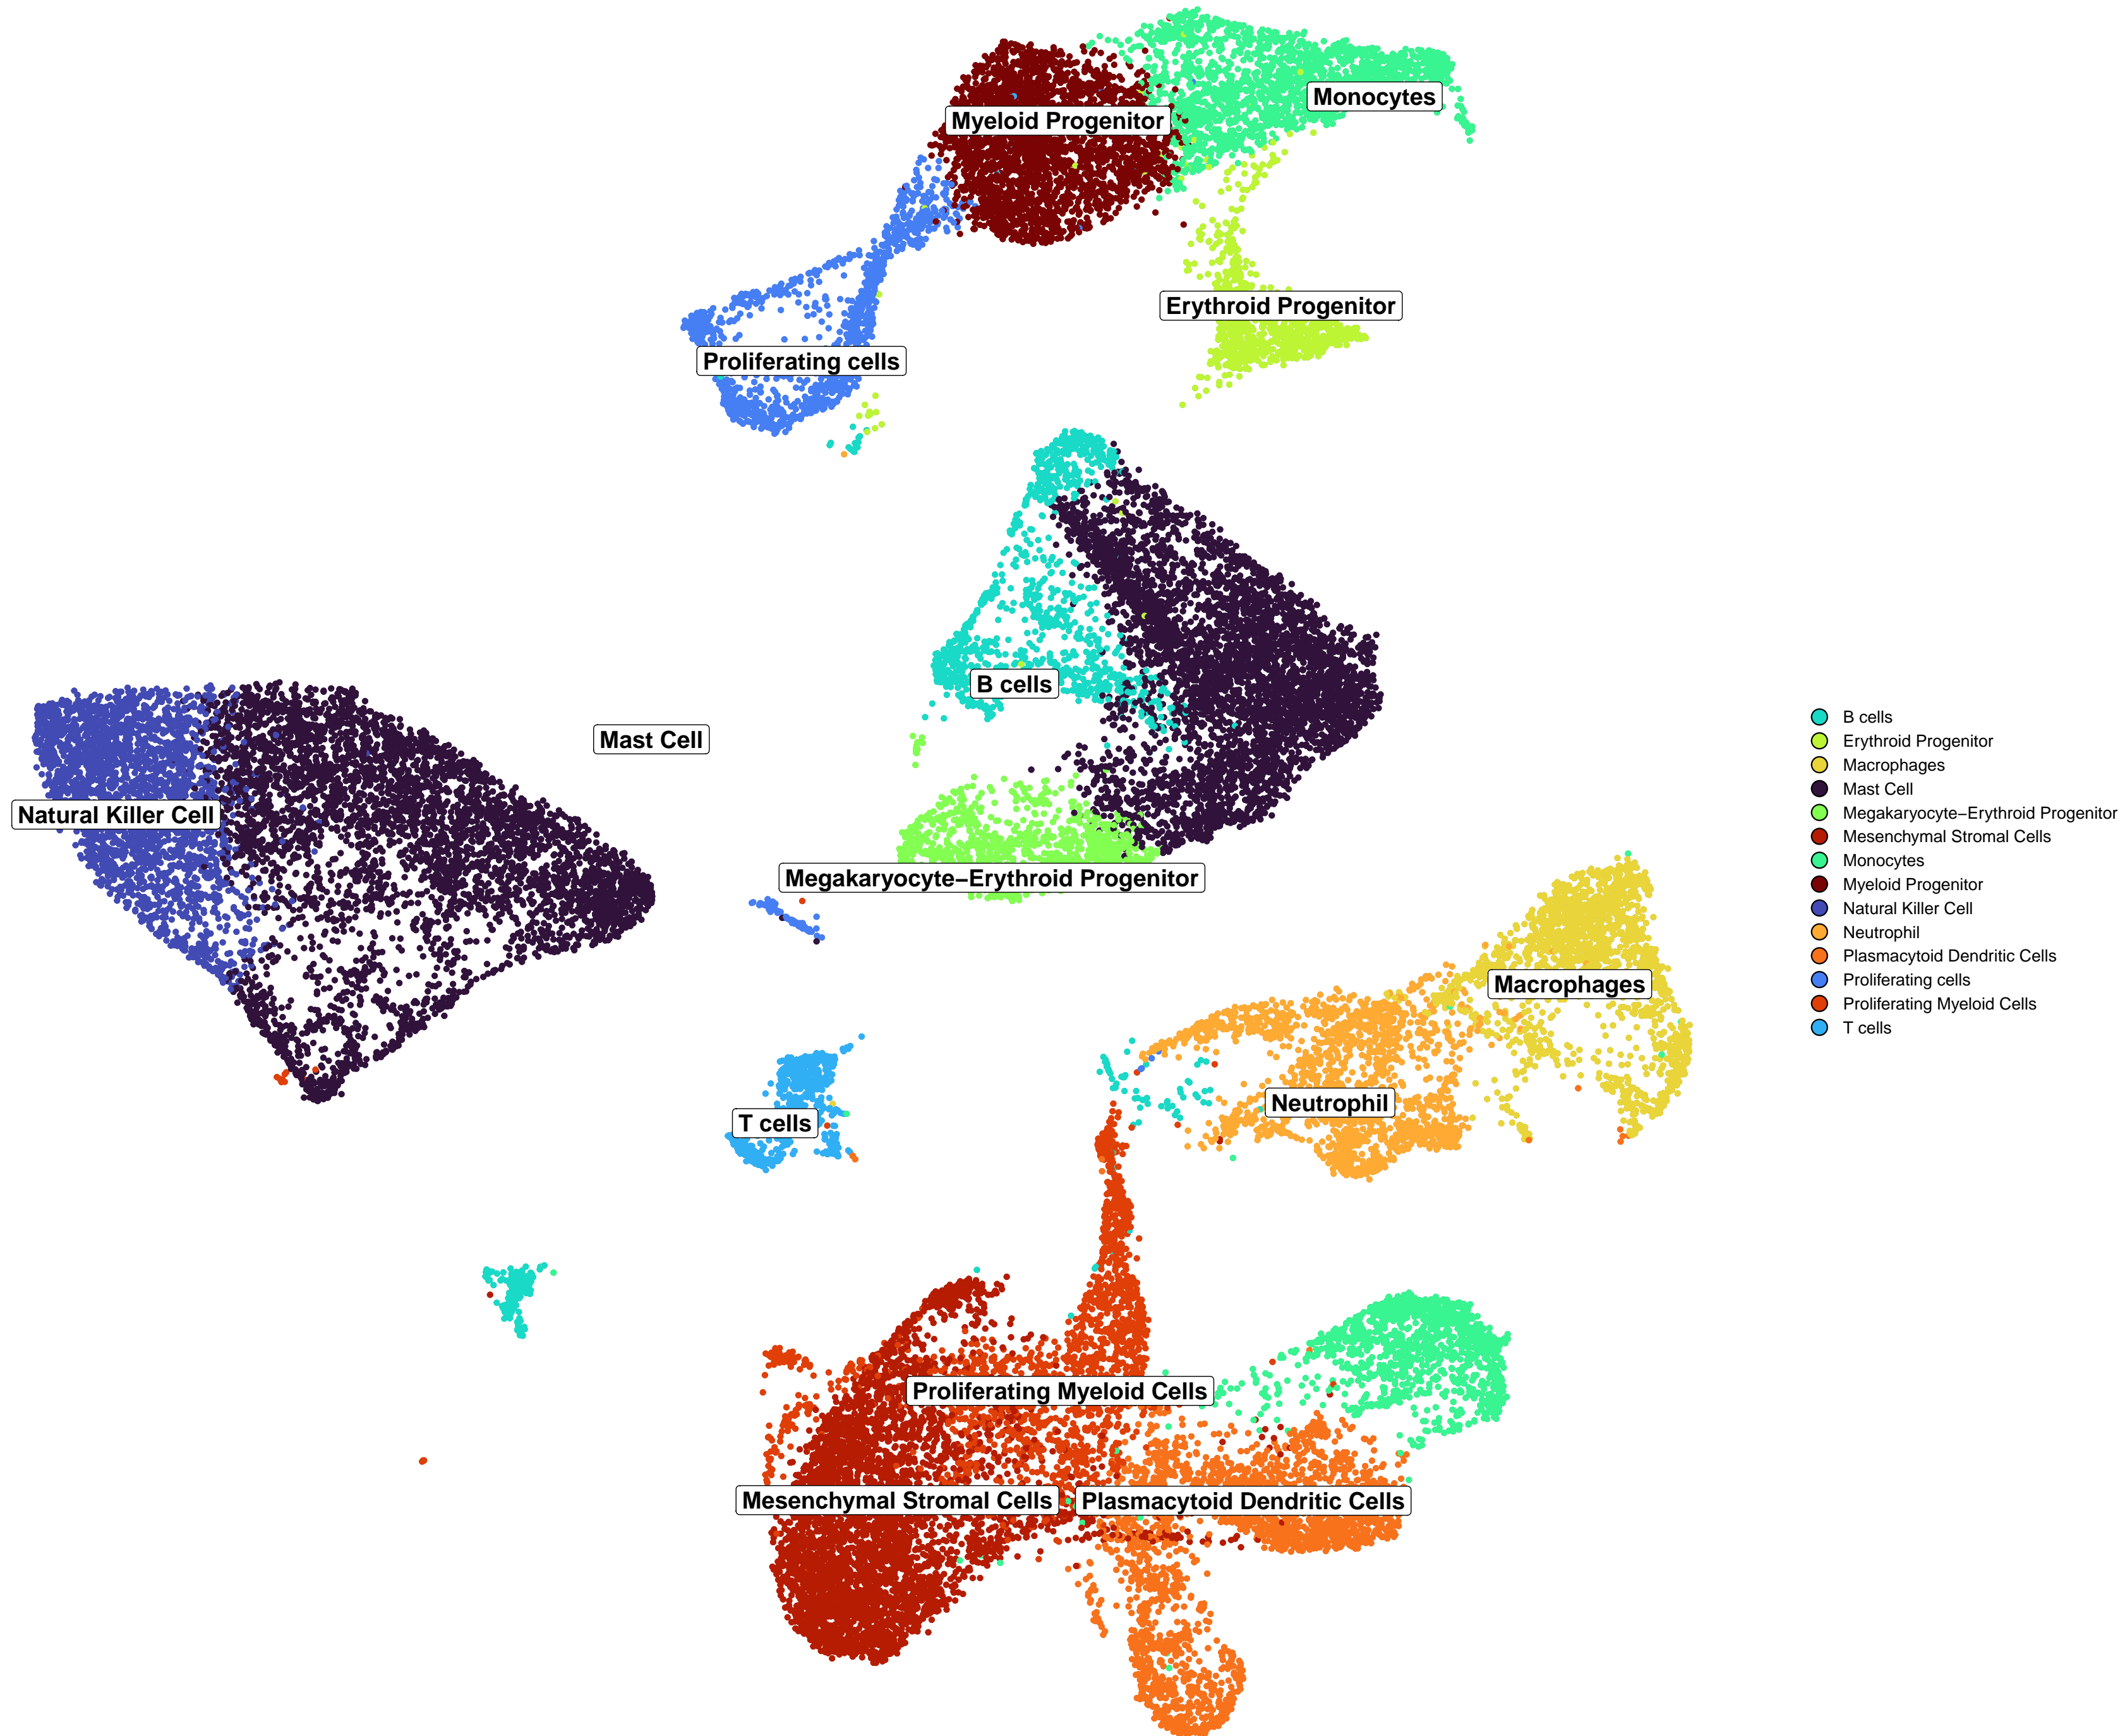 Monocytes
Myeloid Progenitor
Erythroid Progenitor
Proliferating cells
B cells
Mast Cell
Natural Killer Cell
Megakaryocyte–Erythroid Progenitor
Macrophages
Neutrophil
T cells
Proliferating Myeloid Cells
Mesenchymal Stromal Cells
Plasmacytoid Dendritic Cells
B cells
Erythroid Progenitor
Macrophages
Mast Cell
Megakaryocyte–Erythroid Progenitor
Mesenchymal Stromal Cells
Monocytes
Myeloid Progenitor
Natural Killer Cell
Neutrophil
Plasmacytoid Dendritic Cells
Proliferating cells
Proliferating Myeloid Cells
T cells